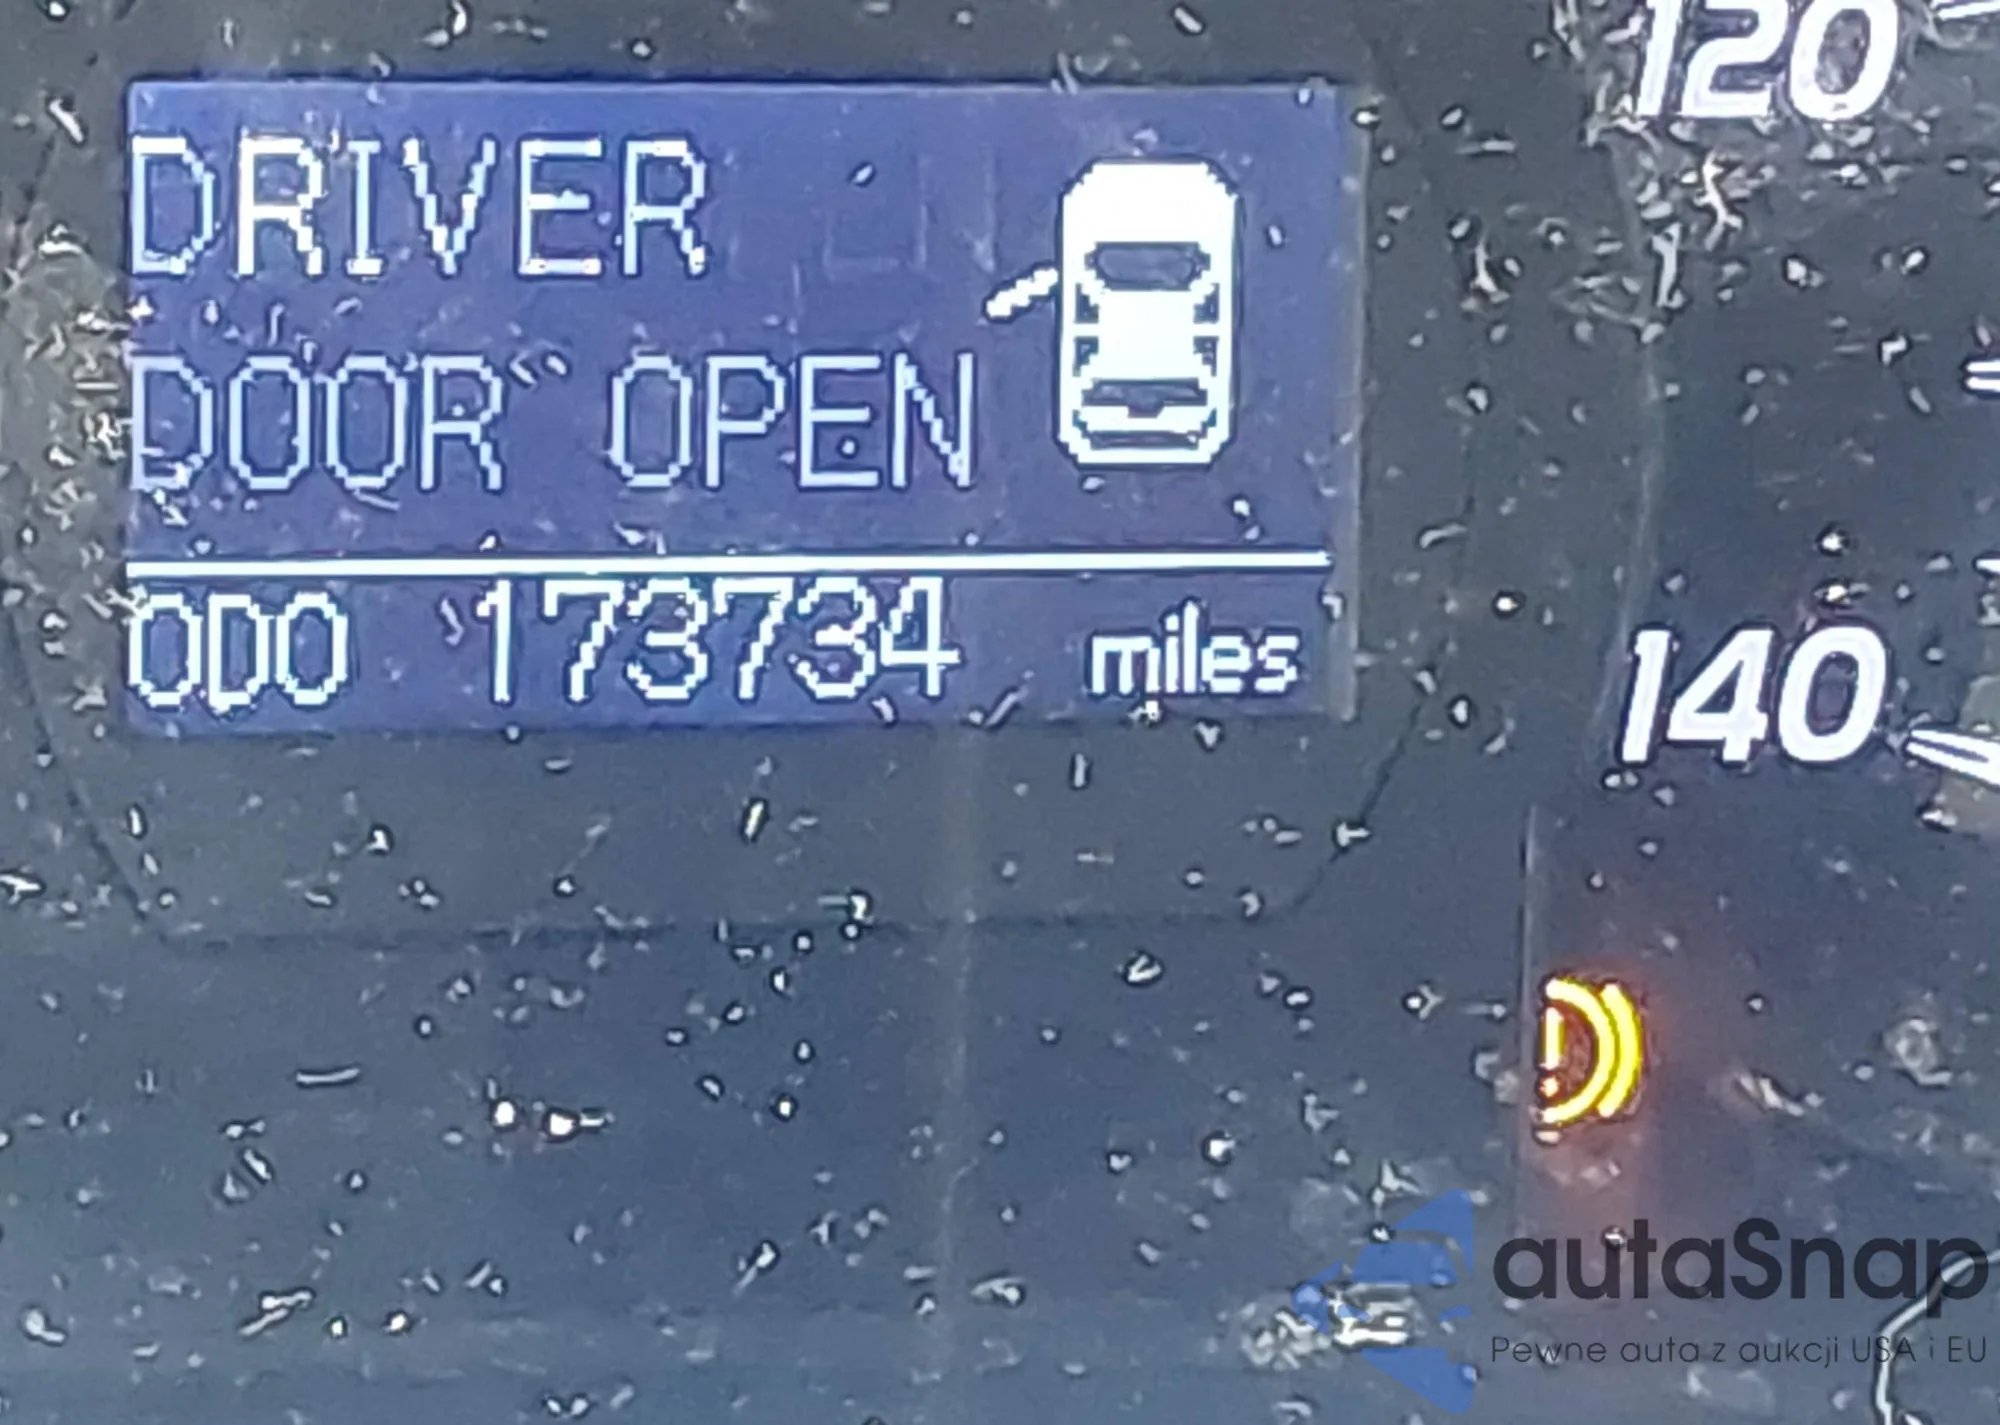 120
DRIVER
DOOR OPEN
ODO 173734 miles
140
autaSnap
Pewne auta z aukcji USA i EU